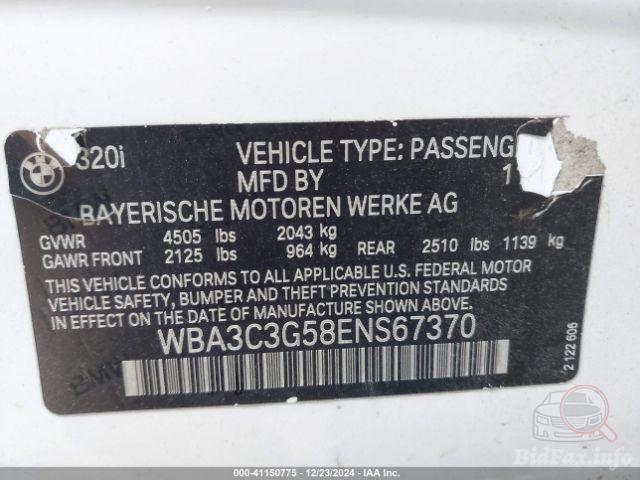 320i VEHICLE TYPE: PASSENG
MFD BY 1
BAYERISCHE MOTOREN WERKE AG
GVWR 4505 lbs 2043 kg
GAWR FRONT 2125 lbs 964 kg REAR 2510 lbs 1139 kg
THIS VEHICLE CONFORMS TO ALL APPLICABLE U.S. FEDERAL MOTOR
VEHICLE SAFETY, BUMPER AND THEFT PREVENTION STANDARDS
IN EFFECT ON THE DATE OF MANUFACTURE SHOWN ABOVE.
WBA3C3G58ENS67370
2 122 606
BidFax.info
000-41150775 - 12/23/2024 - IAA Inc.